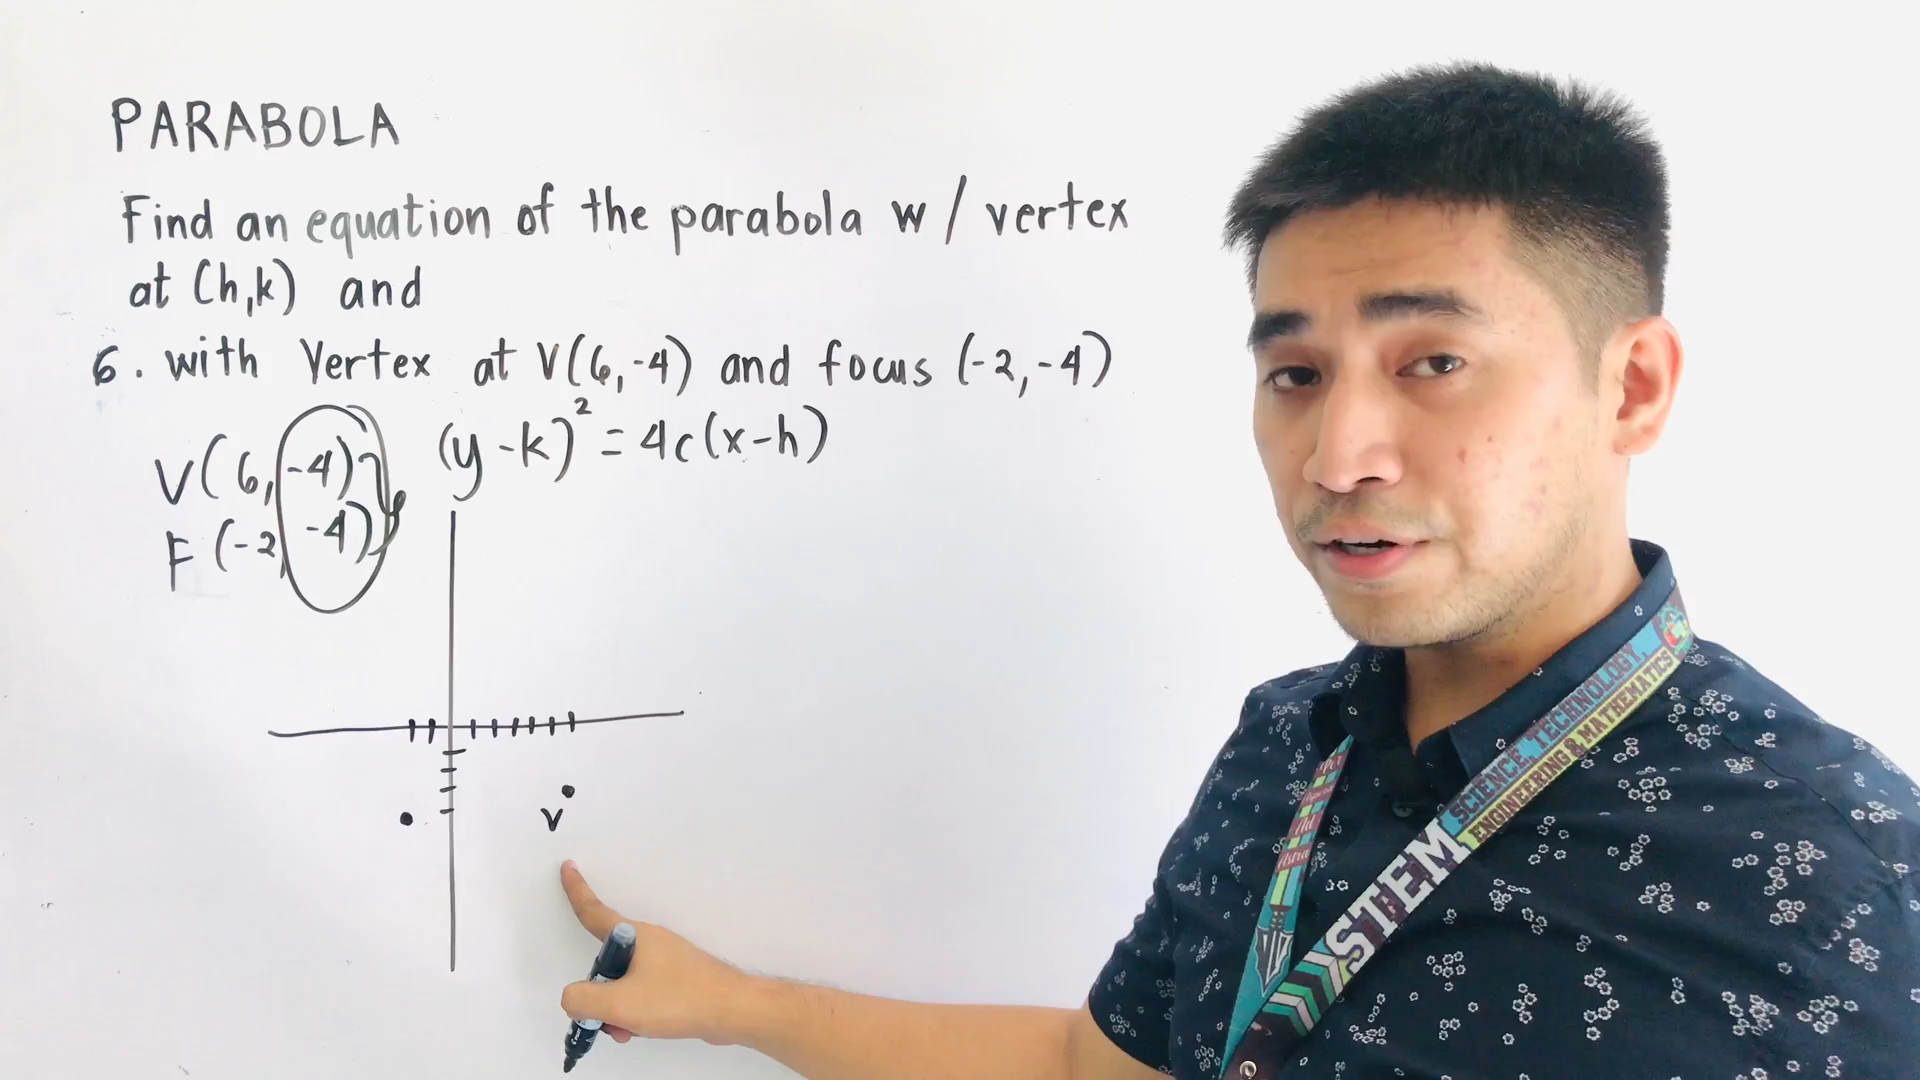 PARABOLA
Find an equation of the parabola w/ vertex
at (h,k) and
6. with Vertex at V(6,-4) and focus (-2,-4)
V(6,-4)
F(-2,-4)
y
(y-k)² = 4c(x-h)
V
SCIENCE, TECHNOLOGY,
ENGINEERING & MATHEMATICS
STEM